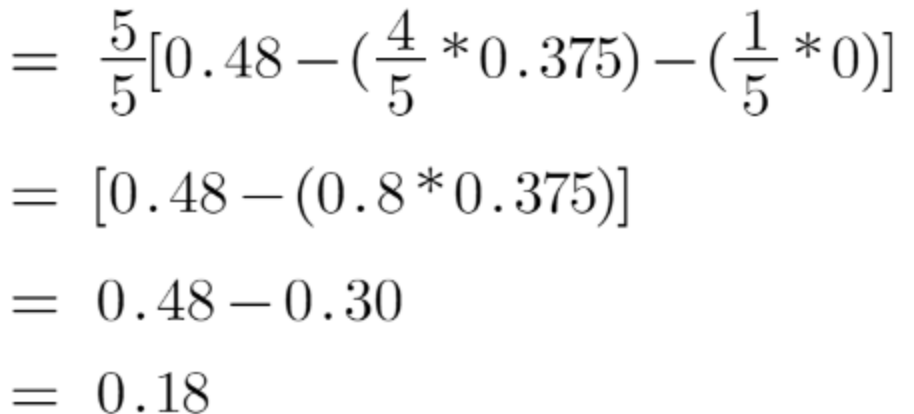 = 5/5[0.48 − (4/5 * 0.375) − (1/5 * 0)]
= [0.48 − (0.8 * 0.375)]
= 0.48 − 0.30
= 0.18